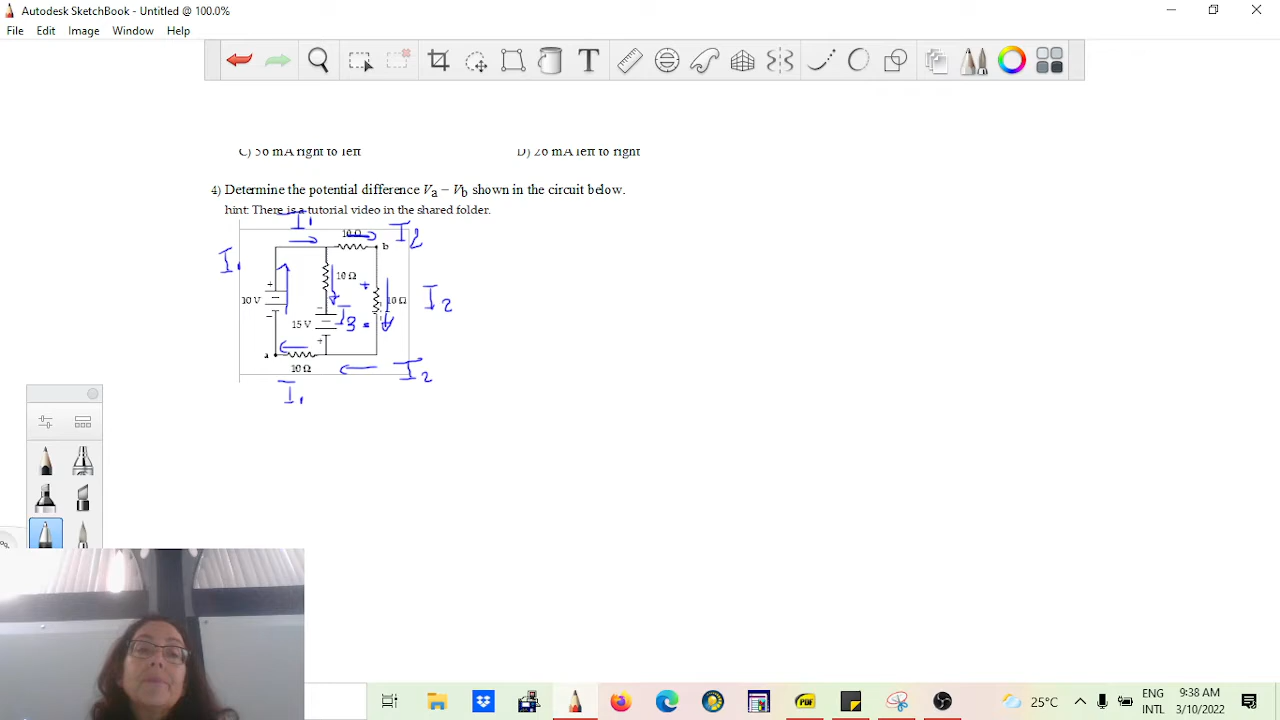 Autodesk SketchBook - Untitled @ 100.0%
File Edit Image Window Help
T
C) 56 mA right to left D) 26 mA left to right
4) Determine the potential difference Va − Vb shown in the circuit below.
hint: There is a tutorial video in the shared folder.
I1
10 Ω I2
b
I1
+ 10 Ω +
10 V 10 Ω I2
−
15 V I3
+
a
10 Ω I2
I1
ENG 9:38 AM
25°C
INTL 3/10/2022
PDF